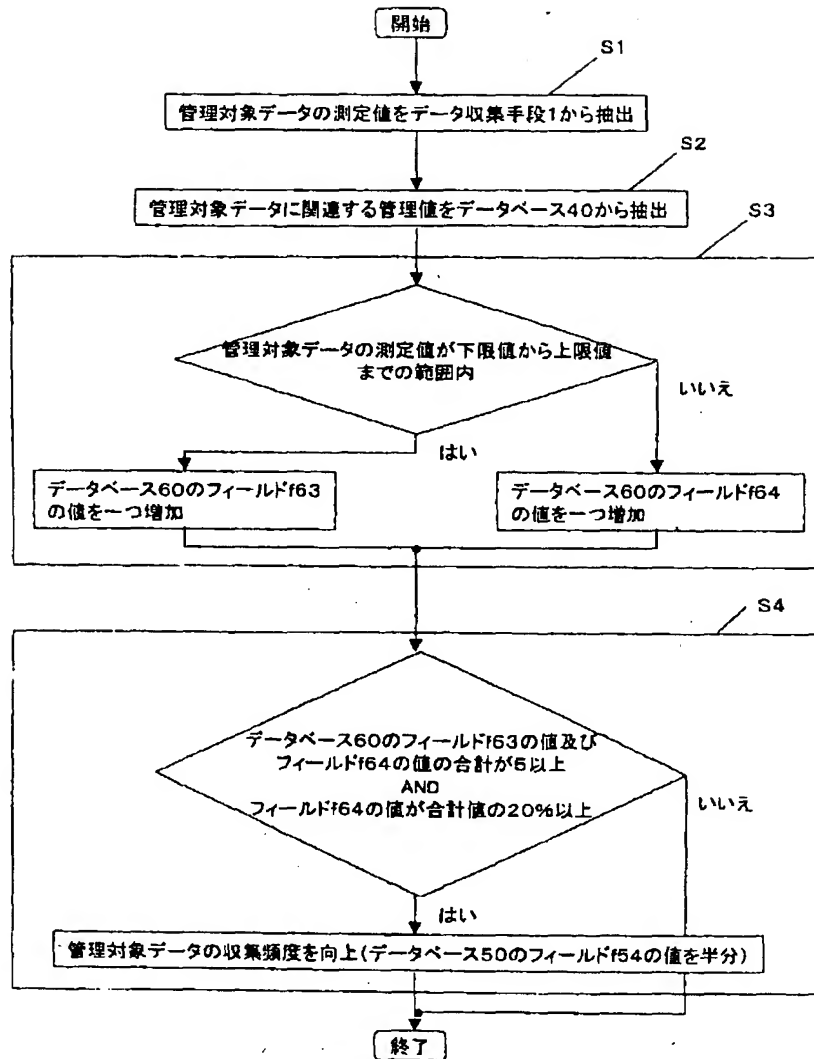 開始
S1
管理対象データの測定値をデータ収集手段1から抽出
S2
管理対象データに関連する管理値をデータベース40から抽出
S3
管理対象データの測定値が下限値から上限値
までの範囲内
いいえ
はい
データベース60のフィールドf63
の値を一つ増加
データベース60のフィールドf64
の値を一つ増加
S4
データベース60のフィールドf63の値及び
フィールドf64の値の合計が5以上
AND
フィールドf64の値が合計値の20%以上
いいえ
はい
管理対象データの収集頻度を向上(データベース50のフィールドf54の値を半分)
終了